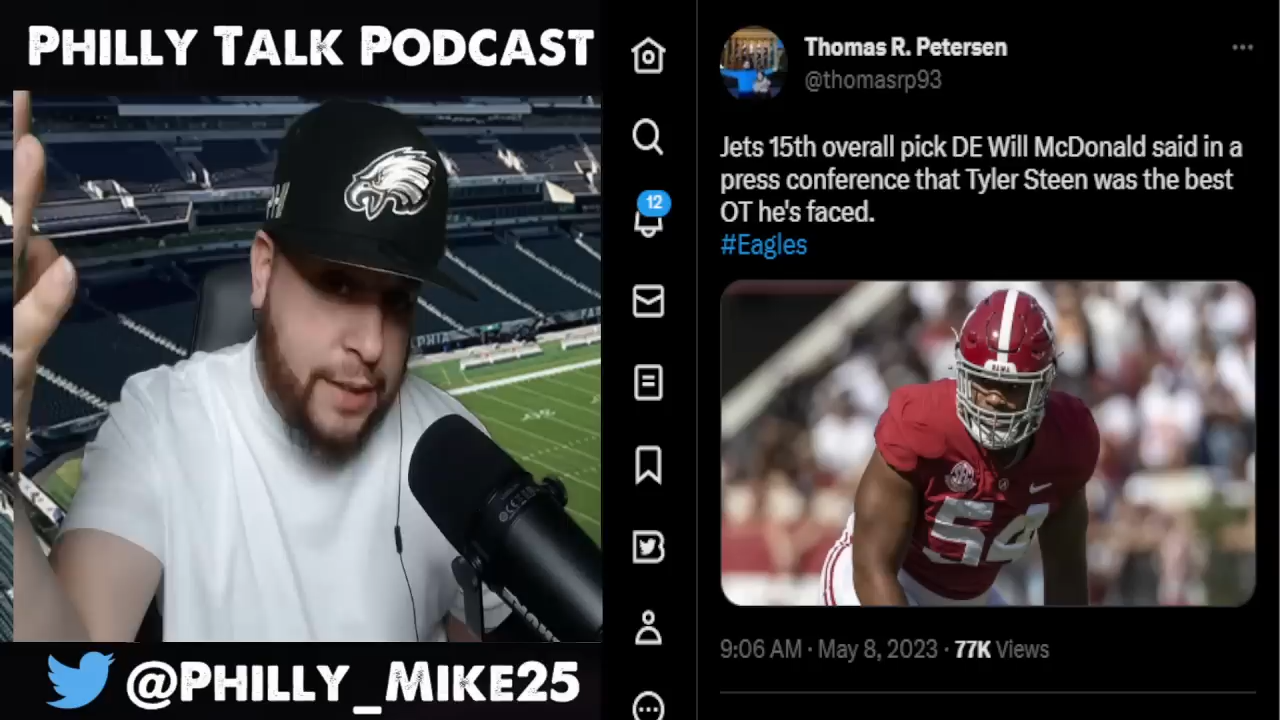 PHILLY TALK PODCAST
12
Thomas R. Petersen
@thomasrp93
Jets 15th overall pick DE Will McDonald said in a
press conference that Tyler Steen was the best
OT he's faced.
#Eagles
BAMA
54
9:06 AM · May 8, 2023 · 77K Views
@PHILLY_MIKE25